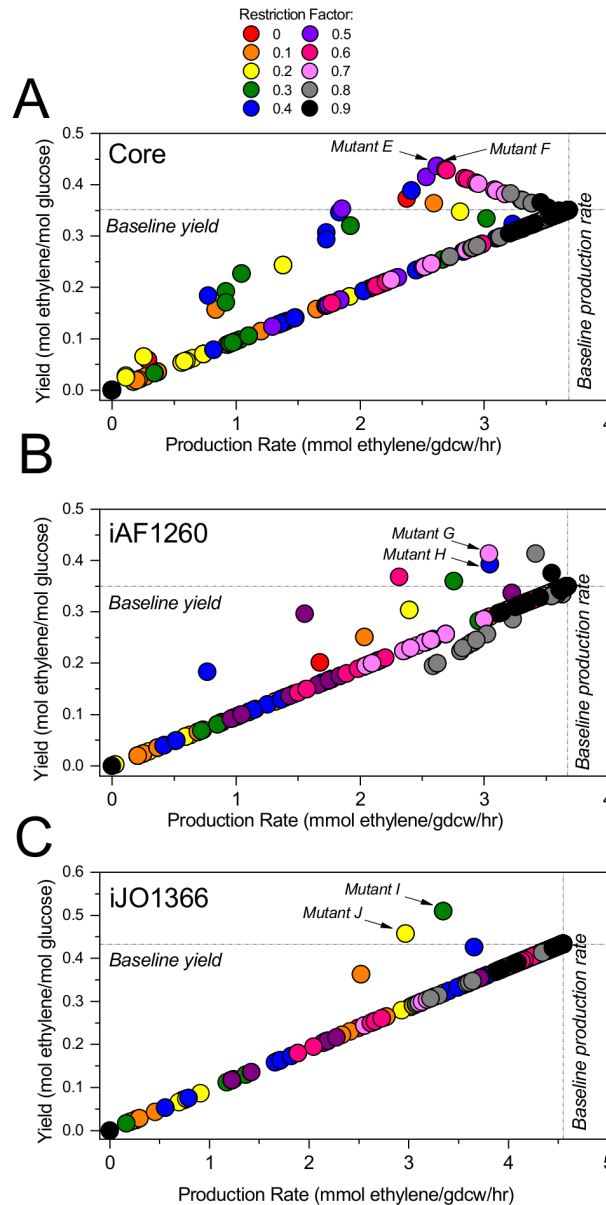 Restriction Factor:
0 0.5
0.1 0.6
0.2 0.7
0.3 0.8
0.4 0.9
A
Core
Mutant E
Mutant F
Baseline yield
Baseline production rate
Yield (mol ethylene/mol glucose)
0.5
0.4
0.3
0.2
0.1
0.0
0 1 2 3 4
Production Rate (mmol ethylene/gdcw/hr)
B
iAF1260
Mutant G
Mutant H
Baseline yield
Baseline production rate
Yield (mol ethylene/mol glucose)
0.5
0.4
0.3
0.2
0.1
0.0
0 1 2 3 4
Production Rate (mmol ethylene/gdcw/hr)
C
iJO1366
Mutant I
Mutant J
Baseline yield
Baseline production rate
Yield (mol ethylene/mol glucose)
0.6
0.5
0.4
0.3
0.2
0.1
0.0
0 1 2 3 4 5
Production Rate (mmol ethylene/gdcw/hr)